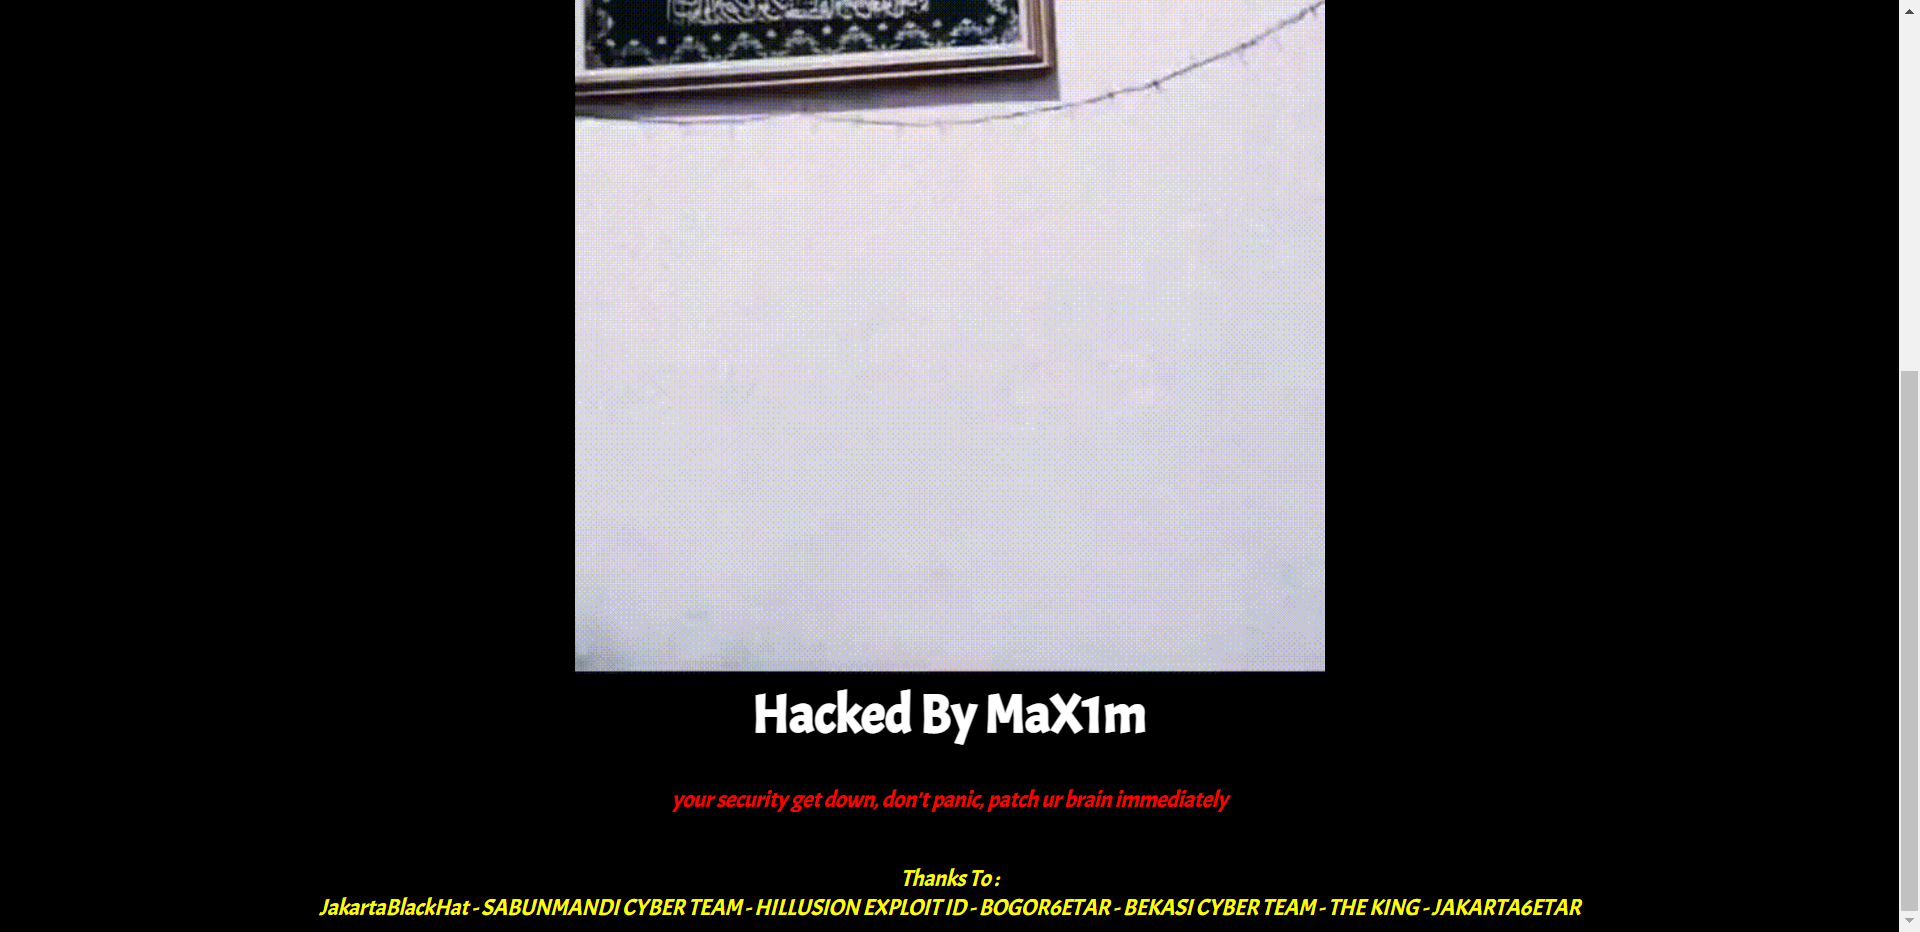 Hacked By MaX1m
your security get down, don't panic, patch ur brain immediately
Thanks To :
JakartaBlackHat - SABUNMANDI CYBER TEAM - HILLUSION EXPLOIT ID - BOGOR6ETAR - BEKASI CYBER TEAM - THE KING - JAKARTA6ETAR